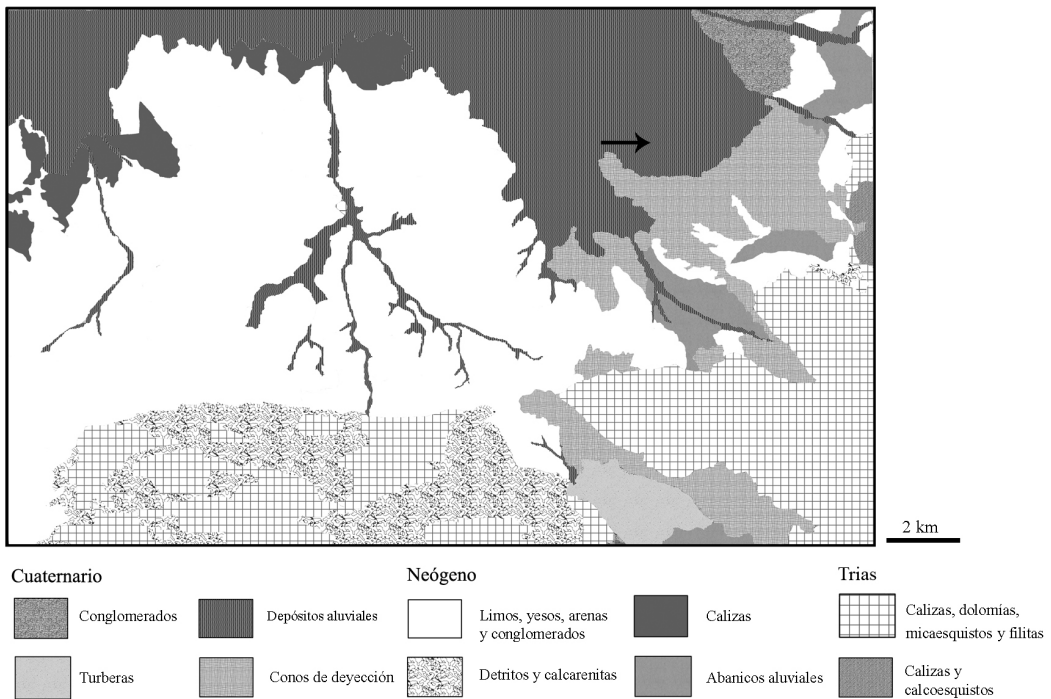 2 km
Cuaternario
Neógeno
Trias
Conglomerados
Depósitos aluviales
Limos, yesos, arenas
y conglomerados
Calizas
Calizas, dolomías,
micaesquistos y filitas
Turberas
Conos de deyección
Detritos y calcarenitas
Abanicos aluviales
Calizas y
calcoesquistos